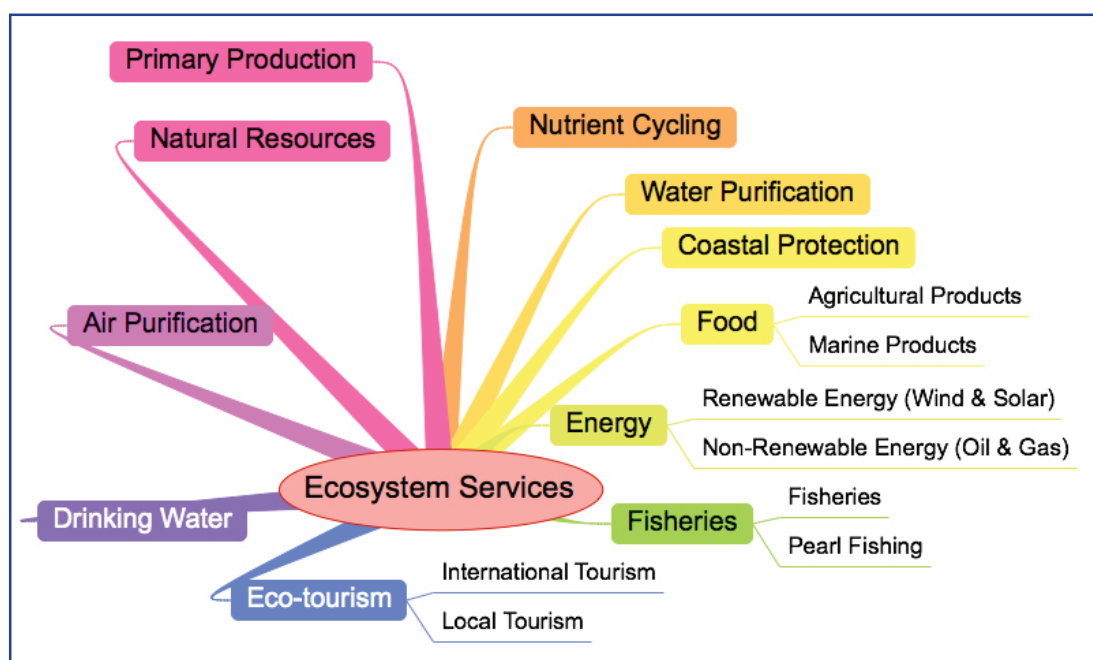 Primary Production
Natural Resources
Nutrient Cycling
Water Purification
Coastal Protection
Air Purification
Food
Agricultural Products
Marine Products
Energy
Renewable Energy (Wind & Solar)
Non-Renewable Energy (Oil & Gas)
Ecosystem Services
Drinking Water
Fisheries
Fisheries
Pearl Fishing
Eco-tourism
International Tourism
Local Tourism